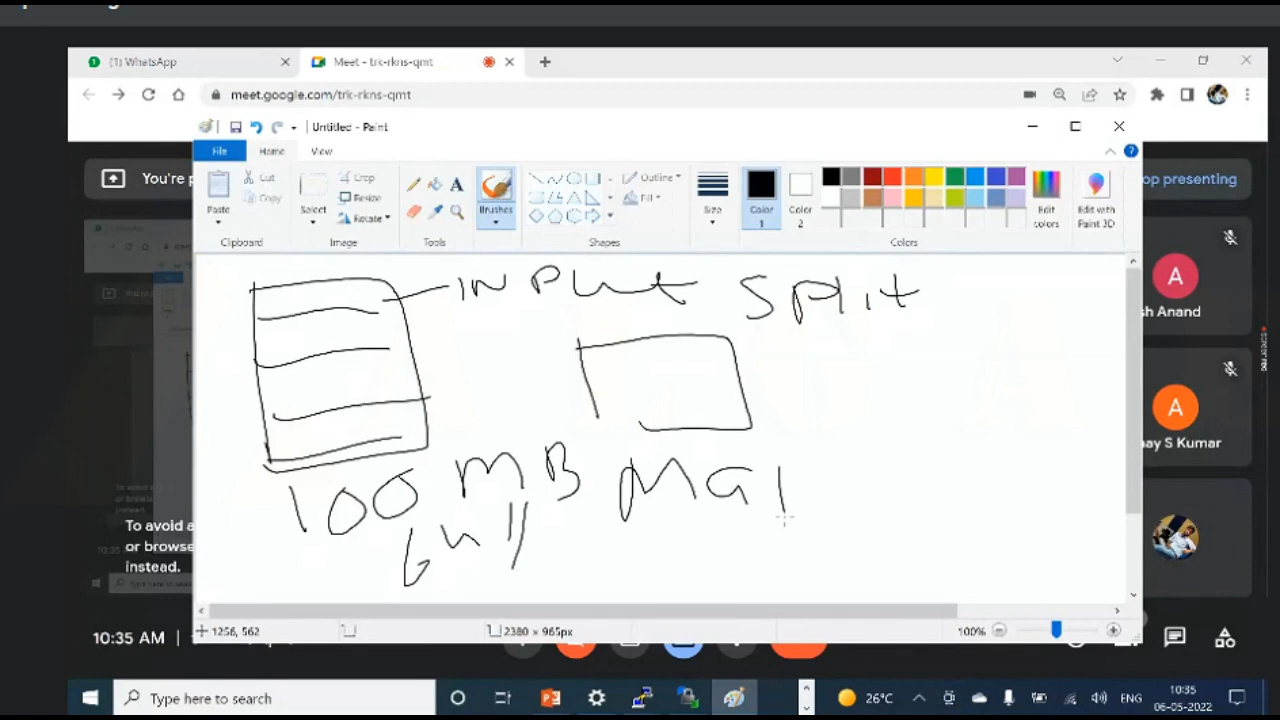 (1) WhatsApp
Meet - trk-rkns-qmt
meet.google.com/trk-rkns-qmt
Untitled - Paint
File Home View
Paste
Cut
Copy
Clipboard
Select
Crop
Resize
Rotate
Image
Tools
Brushes
Outline
Fill
Shapes
Size
Color 1
Color 2
Edit colors
Edit with Paint 3D
Colors
You're p
op presenting
INPut split
100 MB Ma
64
A
sh Anand
A
ay S Kumar
To avoid a
or browse
instead.
1256, 562
2380 × 965px
100%
10:35 AM
Type here to search
26°C
ENG
10:35
06-05-2022